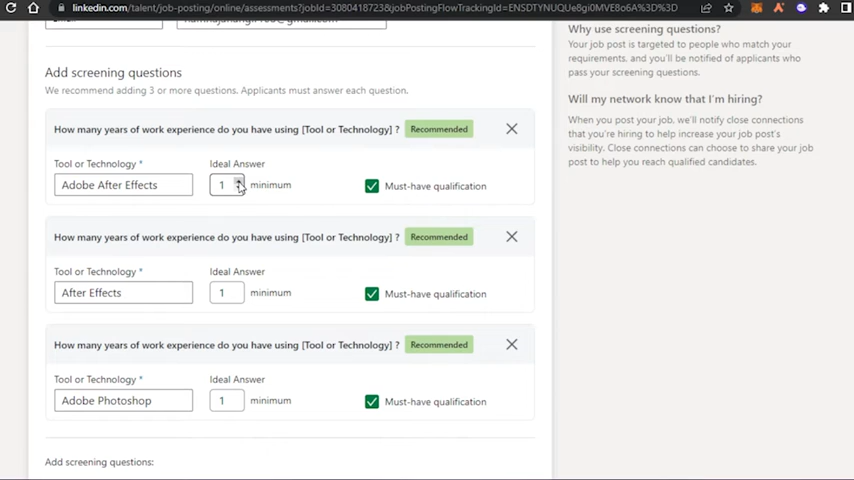 linkedin.com/talent/job-posting/online/assessments?jobId=3080418723&jobPostingFlowTrackingId=ENSDTYNUQUe8gi0MVE8o6A%3D%3D
Why use screening questions?
Your job post is targeted to people who match your
requirements, and you'll be notified of applicants who
pass your screening questions.
Will my network know that I'm hiring?
When you post your job, we'll notify close connections
that you're hiring to help increase your job post's
visibility. Close connections can choose to share your
job post to help you reach qualified candidates.
Add screening questions
We recommend adding 3 or more questions. Applicants must answer each question.
How many years of work experience do you have using [Tool or Technology] ? Recommended
Tool or Technology * Ideal Answer
Adobe After Effects 1 minimum Must-have qualification
How many years of work experience do you have using [Tool or Technology] ? Recommended
Tool or Technology * Ideal Answer
After Effects 1 minimum Must-have qualification
How many years of work experience do you have using [Tool or Technology] ? Recommended
Tool or Technology * Ideal Answer
Adobe Photoshop 1 minimum Must-have qualification
Add screening questions: